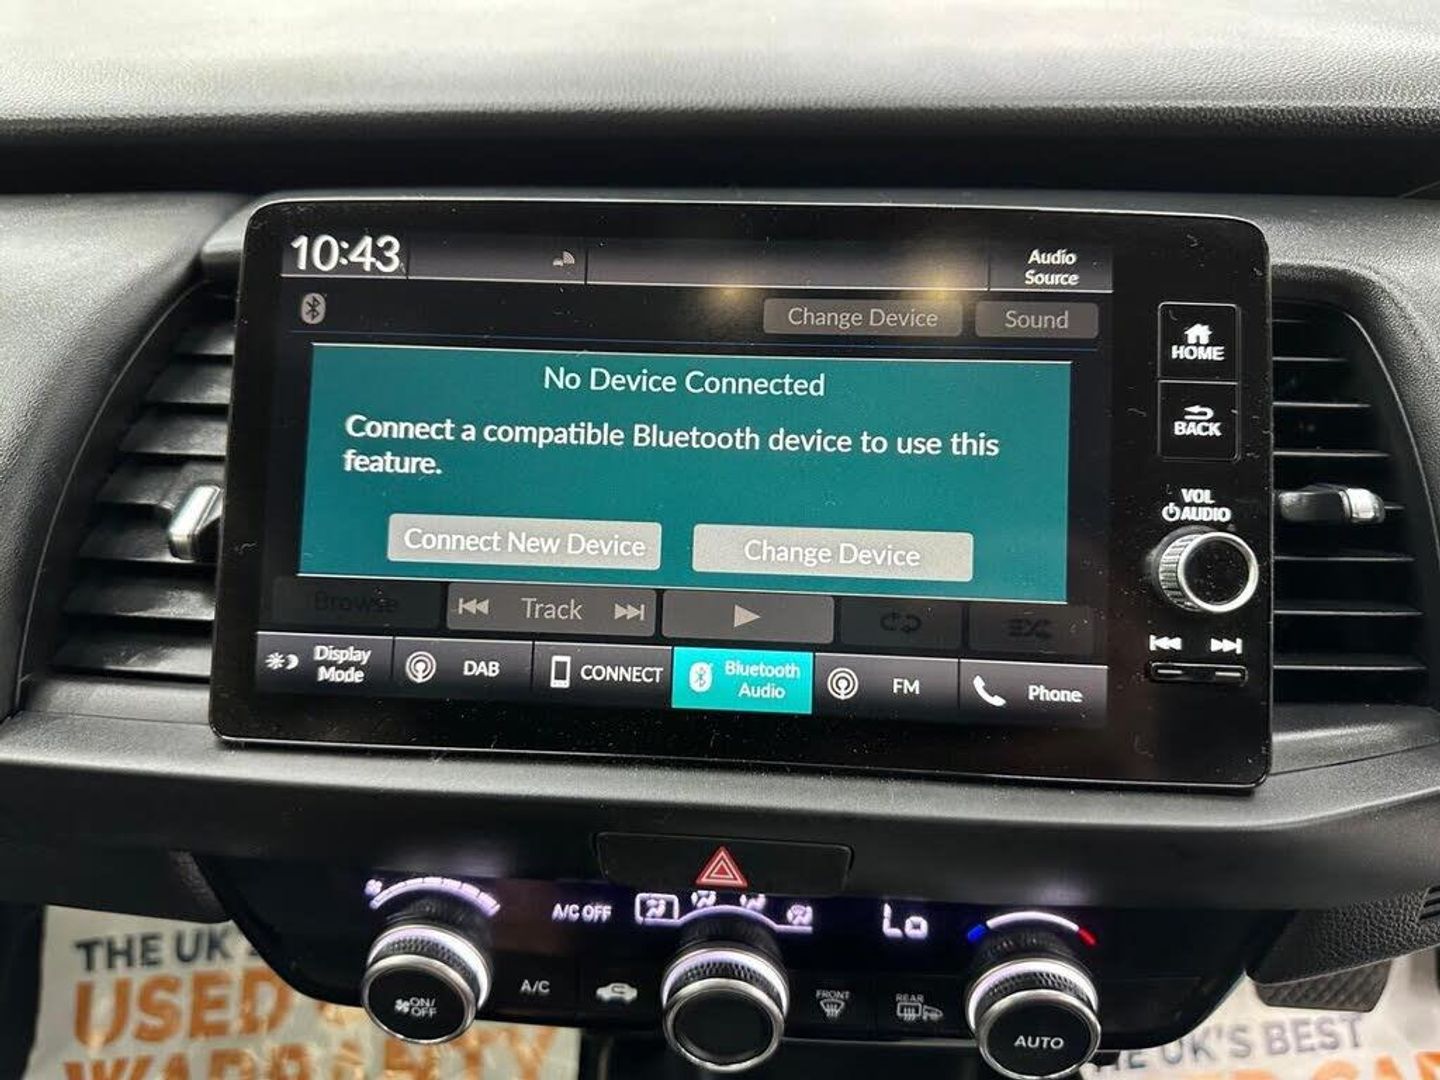 10:43
Audio
Source
Change Device
Sound
No Device Connected
Connect a compatible Bluetooth device to use this
feature.
Connect New Device
Change Device
Browse
Track
Display
Mode
DAB
CONNECT
Bluetooth
Audio
FM
Phone
HOME
BACK
VOL
AUDIO
A/C OFF
Lo
ON/
OFF
A/C
FRONT
REAR
AUTO
THE UK'S
USED
WARRANTY
THE UK'S BEST